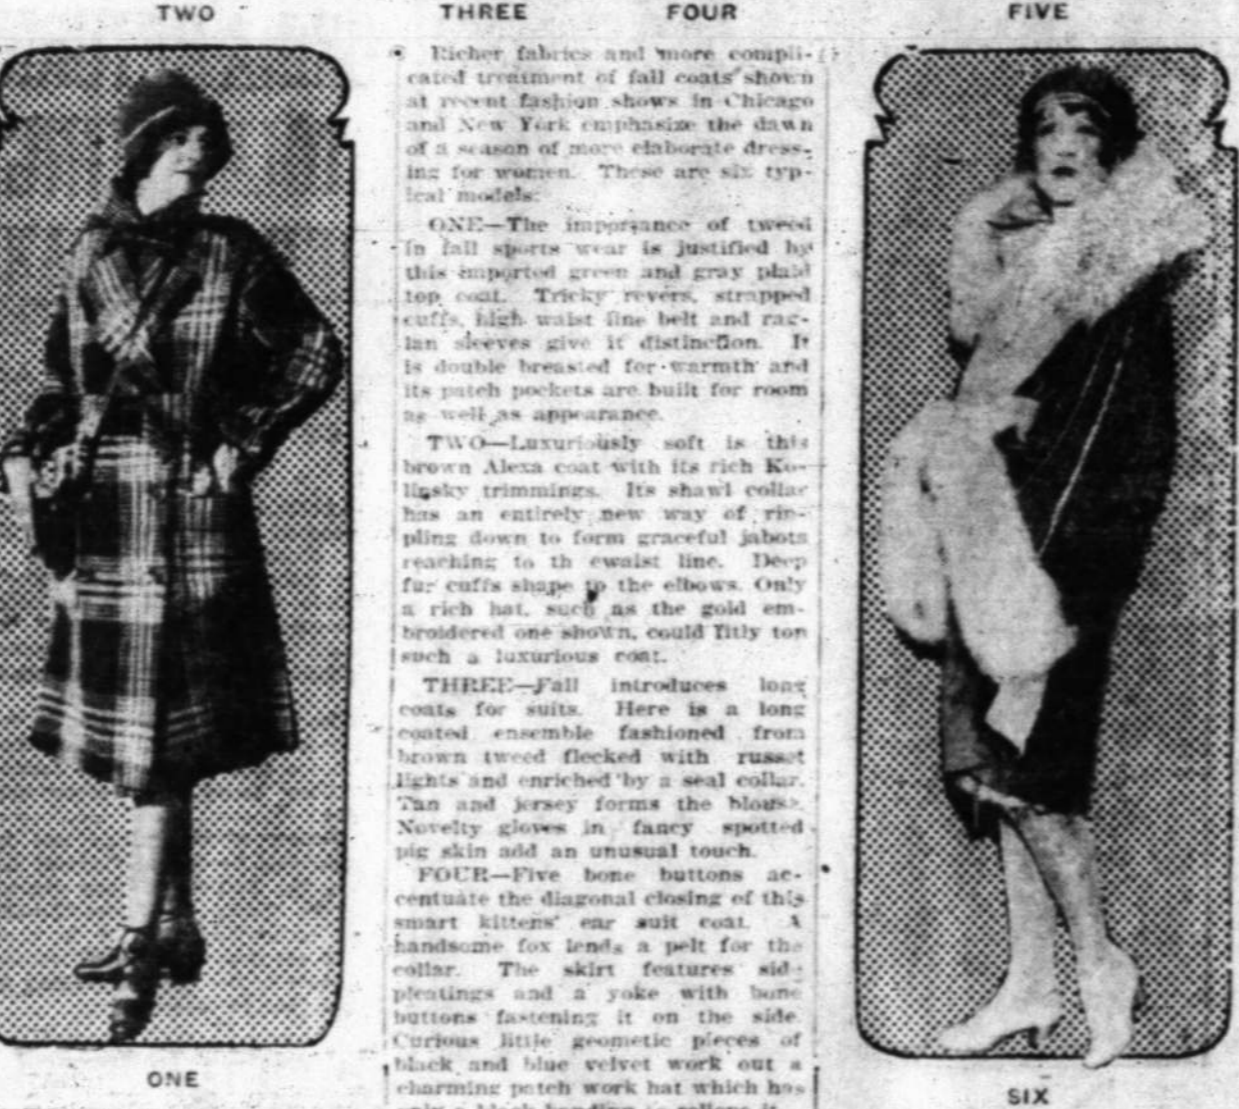 TWO THREE FOUR FIVE
Richer fabrics and more compli-
cated treatment of fall coats shown
at recent fashion shows in Chicago
and New York emphasize the dawn
of a season of more elaborate dress-
ing for women. These are six typ-
ical models:
ONE—The importance of tweed
in fall sports wear is justified by
this imported green and gray plaid
top coat. Tricky revers, strapped
cuffs, high waist line belt and rag-
lan sleeves give it distinction. It
is double breasted for warmth and
its patch pockets are built for room
as well as appearance.
TWO—Luxuriously soft is this
brown Alexa coat with its rich Ko-
linsky trimmings. Its shawl collar
has an entirely new way of rip-
pling down to form graceful jabots
reaching to th ewaist line. Deep
fur cuffs shape to the elbows. Only
a rich hat, such as the gold em-
broidered one shown, could fitly top
such a luxurious coat.
THREE—Fall introduces long
coats for suits. Here is a long
coated ensemble fashioned from
brown tweed flecked with russet
lights and enriched by a seal collar.
Tan and jersey forms the blouse.
Novelty gloves in fancy spotted
pig skin add an unusual touch.
FOUR—Five bone buttons ac-
centuate the diagonal closing of this
smart kittens' ear suit coat. A
handsome fox lends a pelt for the
collar. The skirt features side
pleatings and a yoke with bone
buttons fastening it on the side.
Curious little geometic pieces of
black and blue velvet work out a
charming patch work hat which has
ONE
SIX